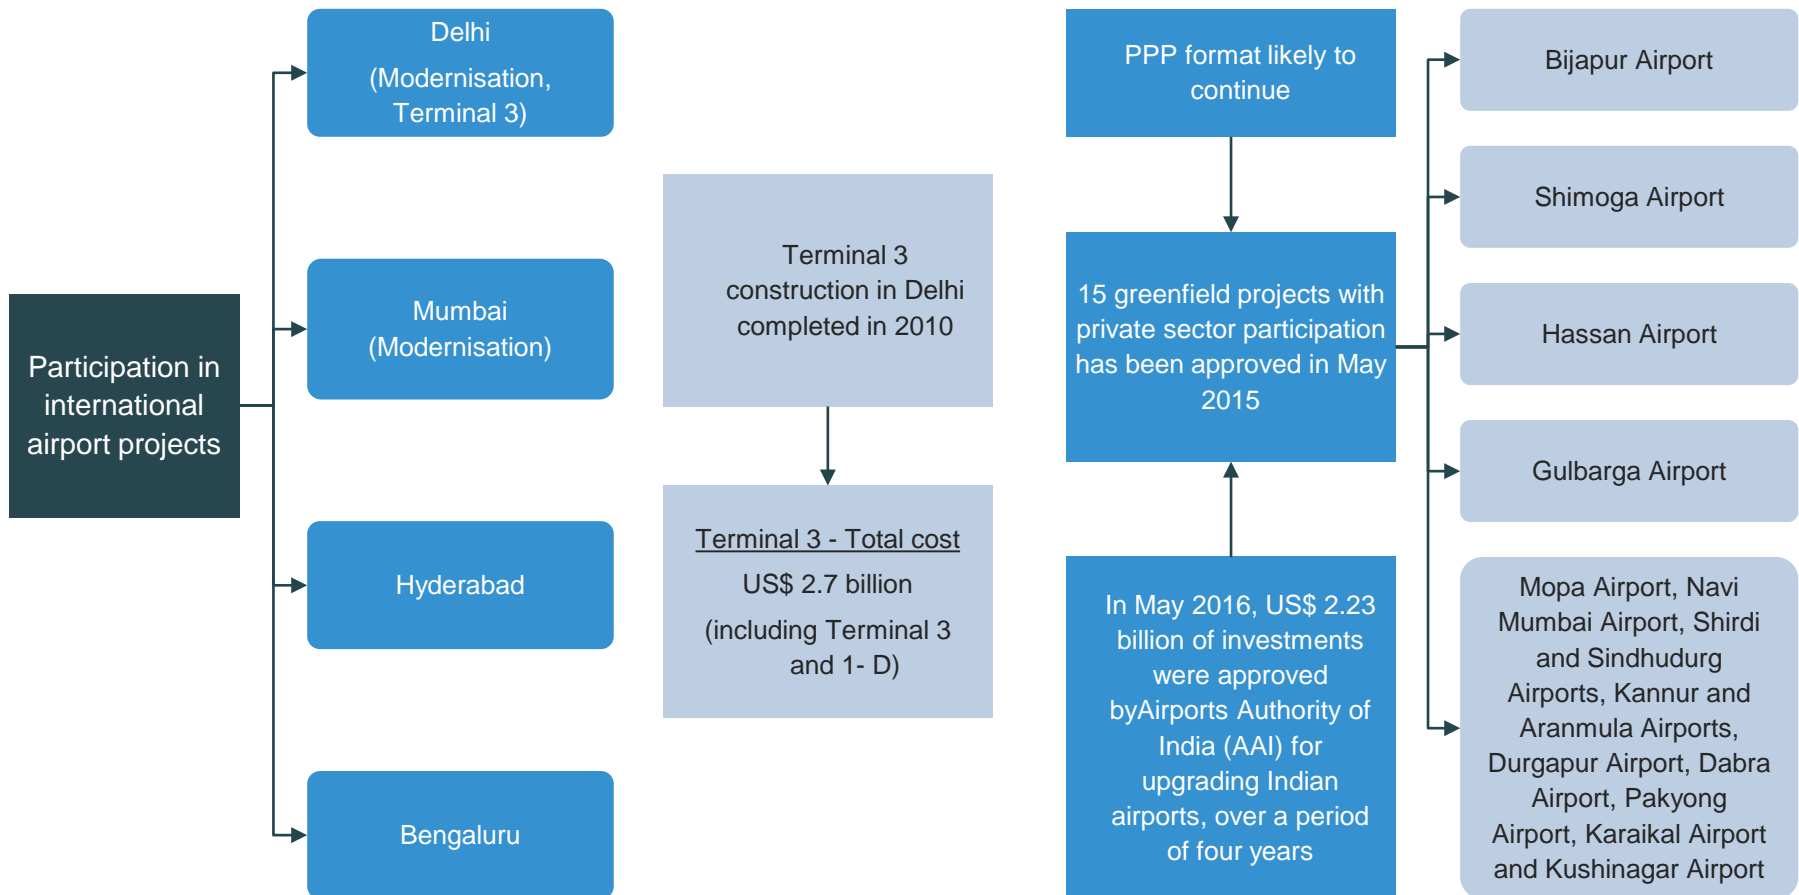 Participation in
international
airport projects
Delhi
(Modernisation,
Terminal 3)
Mumbai
(Modernisation)
Hyderabad
Bengaluru
Terminal 3
construction in Delhi
completed in 2010
Terminal 3 - Total cost
US$ 2.7 billion
(including Terminal 3
and 1- D)
PPP format likely to
continue
15 greenfield projects with
private sector participation
has been approved in May
2015
In May 2016, US$ 2.23
billion of investments
were approved
byAirports Authority of
India (AAI) for
upgrading Indian
airports, over a period
of four years
Bijapur Airport
Shimoga Airport
Hassan Airport
Gulbarga Airport
Mopa Airport, Navi
Mumbai Airport, Shirdi
and Sindhudurg
Airports, Kannur and
Aranmula Airports,
Durgapur Airport, Dabra
Airport, Pakyong
Airport, Karaikal Airport
and Kushinagar Airport